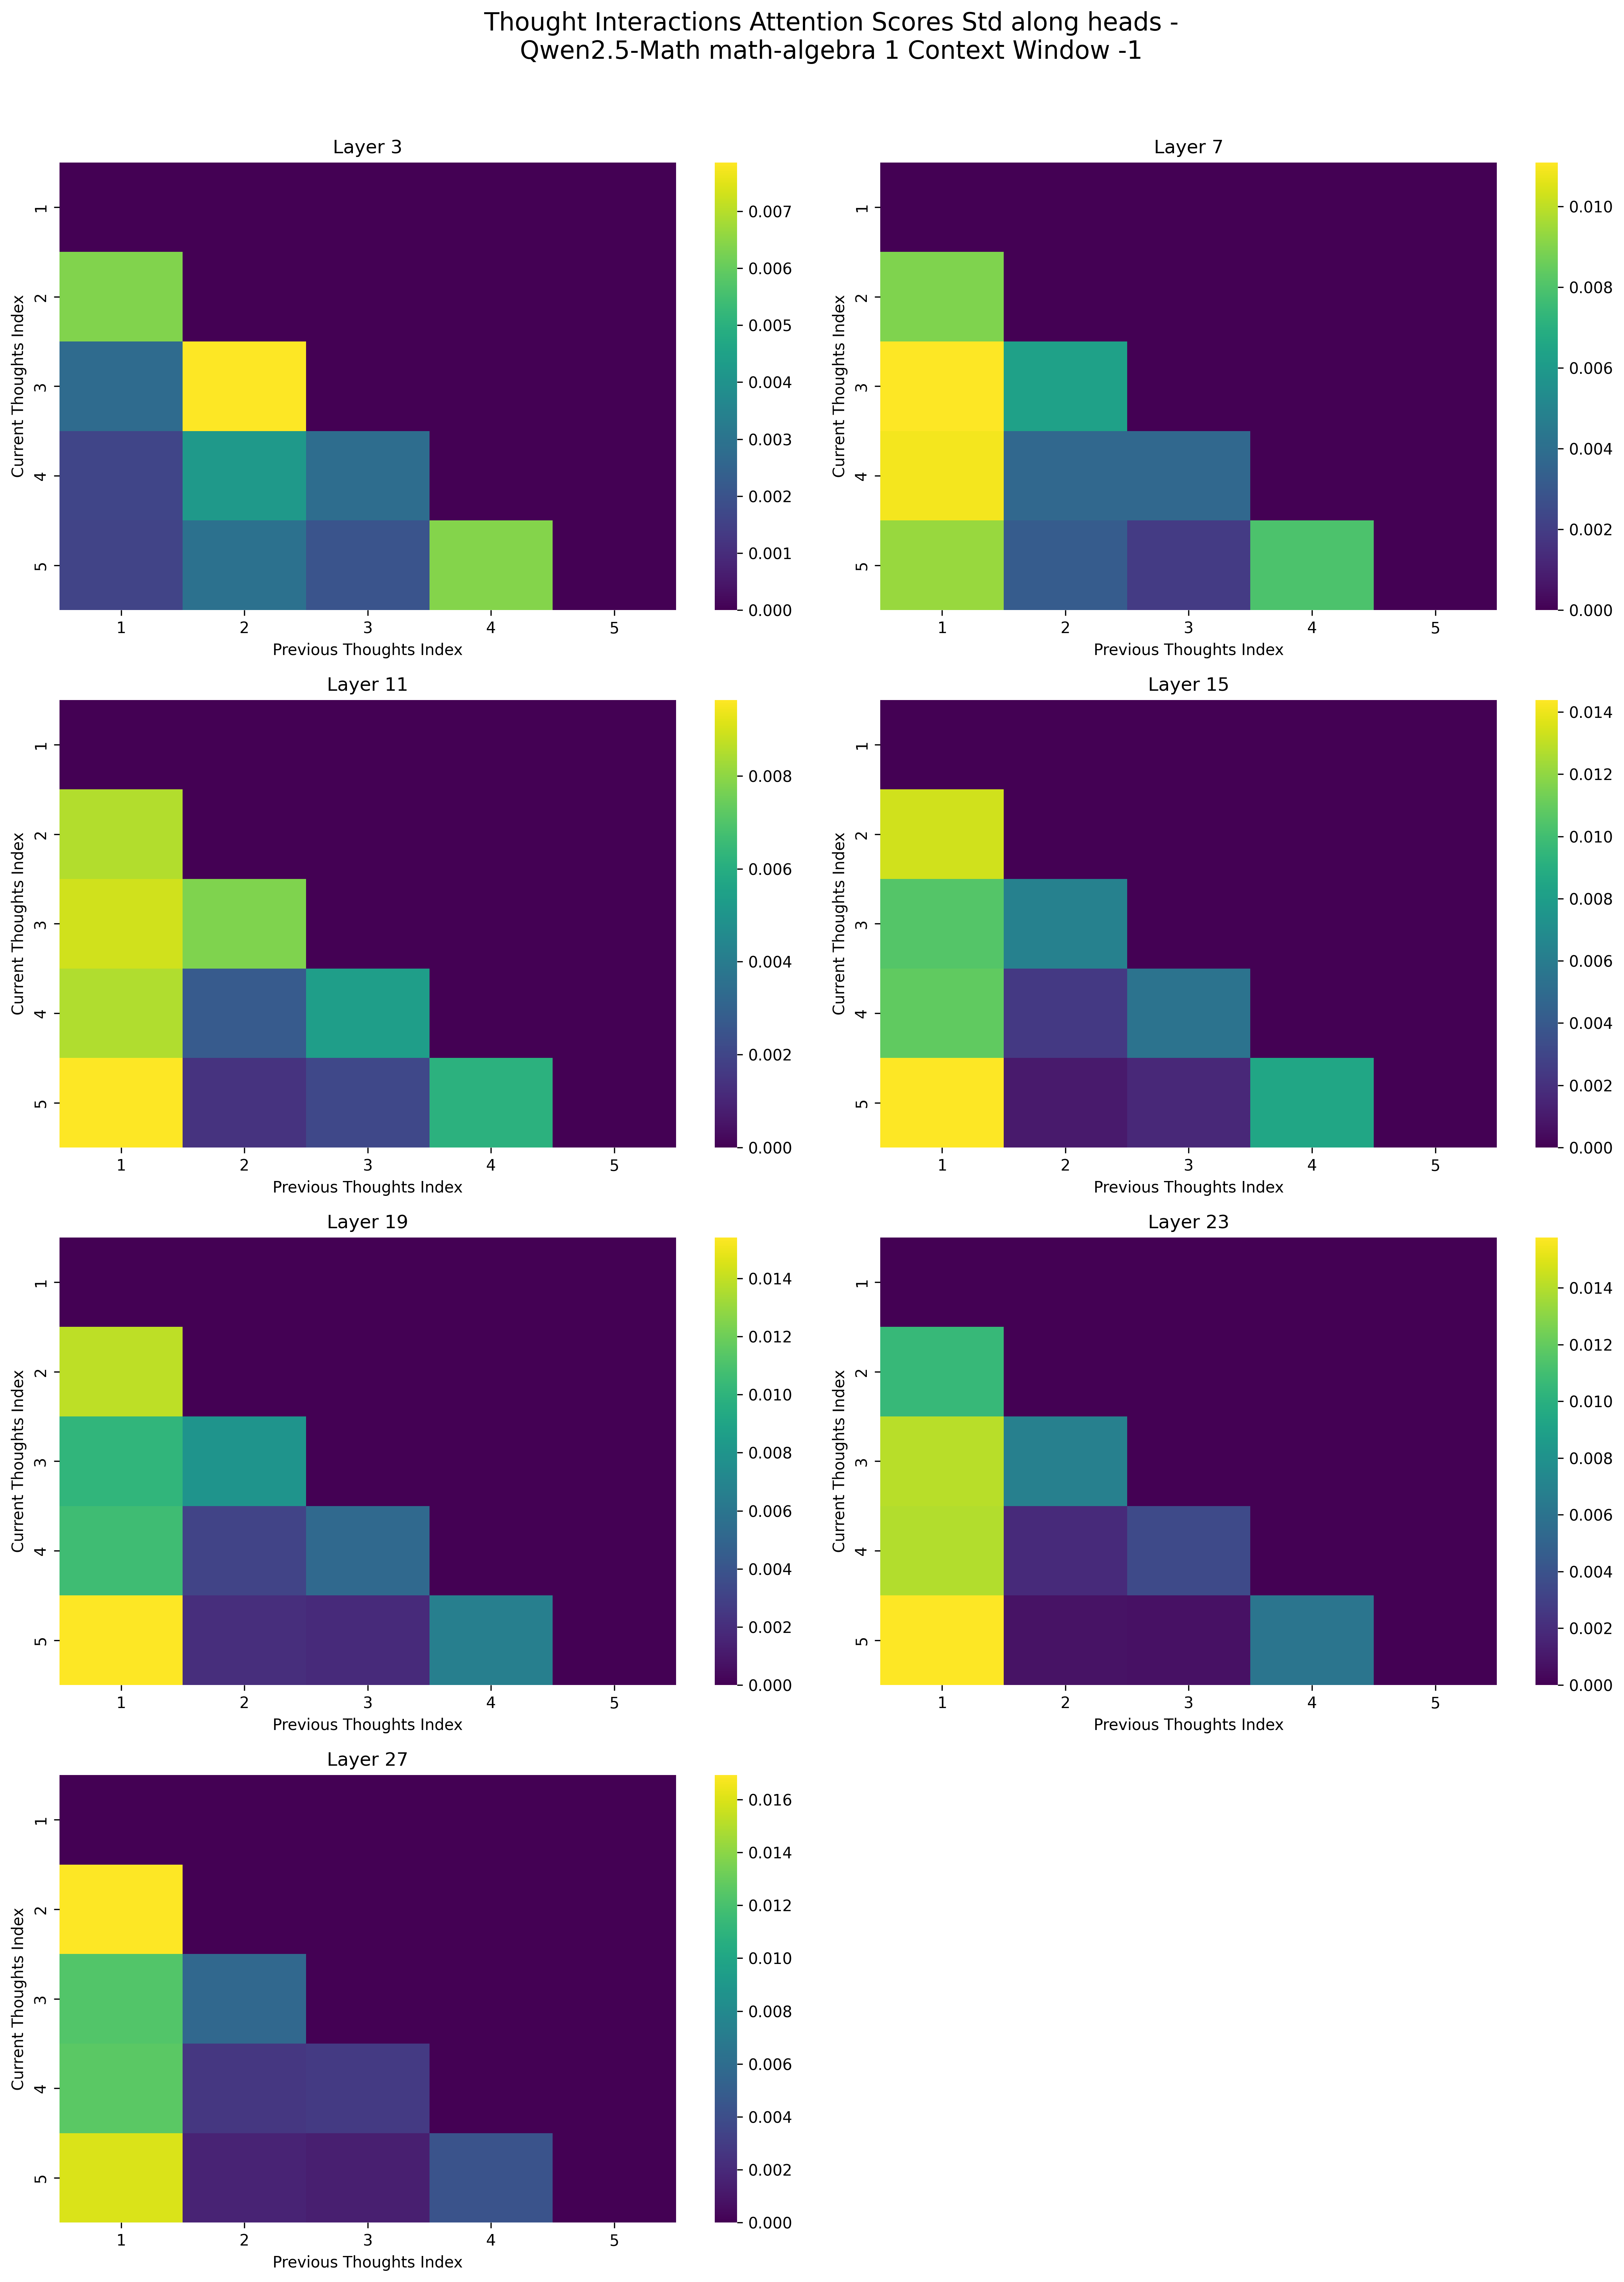 Thought Interactions Attention Scores Std along heads -
Qwen2.5-Math math-algebra 1 Context Window -1
Layer 3
Current Thoughts Index
1
2
3
4
5
1 2 3 4 5
Previous Thoughts Index
0.007
0.006
0.005
0.004
0.003
0.002
0.001
0.000
Layer 7
Current Thoughts Index
1
2
3
4
5
1 2 3 4 5
Previous Thoughts Index
0.010
0.008
0.006
0.004
0.002
0.000
Layer 11
Current Thoughts Index
1
2
3
4
5
1 2 3 4 5
Previous Thoughts Index
0.008
0.006
0.004
0.002
0.000
Layer 15
Current Thoughts Index
1
2
3
4
5
1 2 3 4 5
Previous Thoughts Index
0.014
0.012
0.010
0.008
0.006
0.004
0.002
0.000
Layer 19
Current Thoughts Index
1
2
3
4
5
1 2 3 4 5
Previous Thoughts Index
0.014
0.012
0.010
0.008
0.006
0.004
0.002
0.000
Layer 23
Current Thoughts Index
1
2
3
4
5
1 2 3 4 5
Previous Thoughts Index
0.014
0.012
0.010
0.008
0.006
0.004
0.002
0.000
Layer 27
Current Thoughts Index
1
2
3
4
5
1 2 3 4 5
Previous Thoughts Index
0.016
0.014
0.012
0.010
0.008
0.006
0.004
0.002
0.000